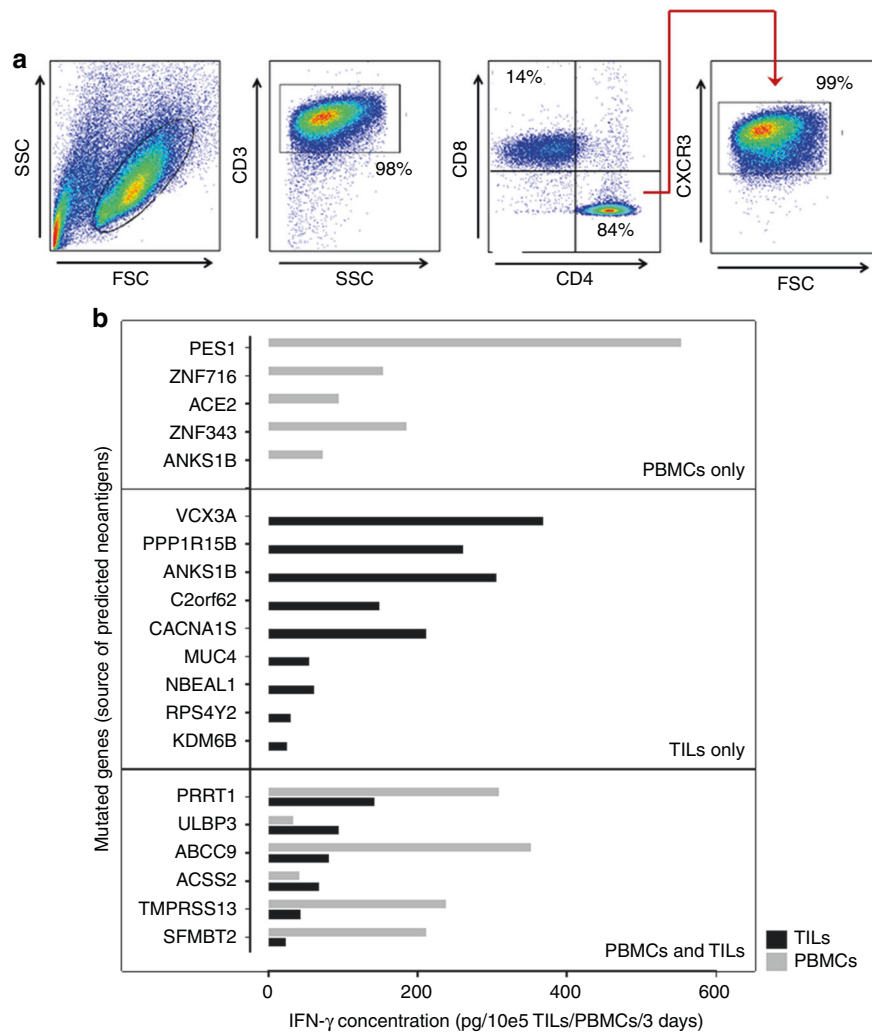 a
SSC
FSC
CD3
98%
SSC
CD8
14%
84%
CD4
CXCR3
99%
FSC
b
Mutated genes (source of predicted neoantigens)
PES1
ZNF716
ACE2
ZNF343
ANKS1B
PBMCs only
VCX3A
PPP1R15B
ANKS1B
C2orf62
CACNA1S
MUC4
NBEAL1
RPS4Y2
KDM6B
TILs only
PRRT1
ULBP3
ABCC9
ACSS2
TMPRSS13
SFMBT2
PBMCs and TILs
TILs
PBMCs
0 200 400 600
IFN-γ concentration (pg/10e5 TILs/PBMCs/3 days)